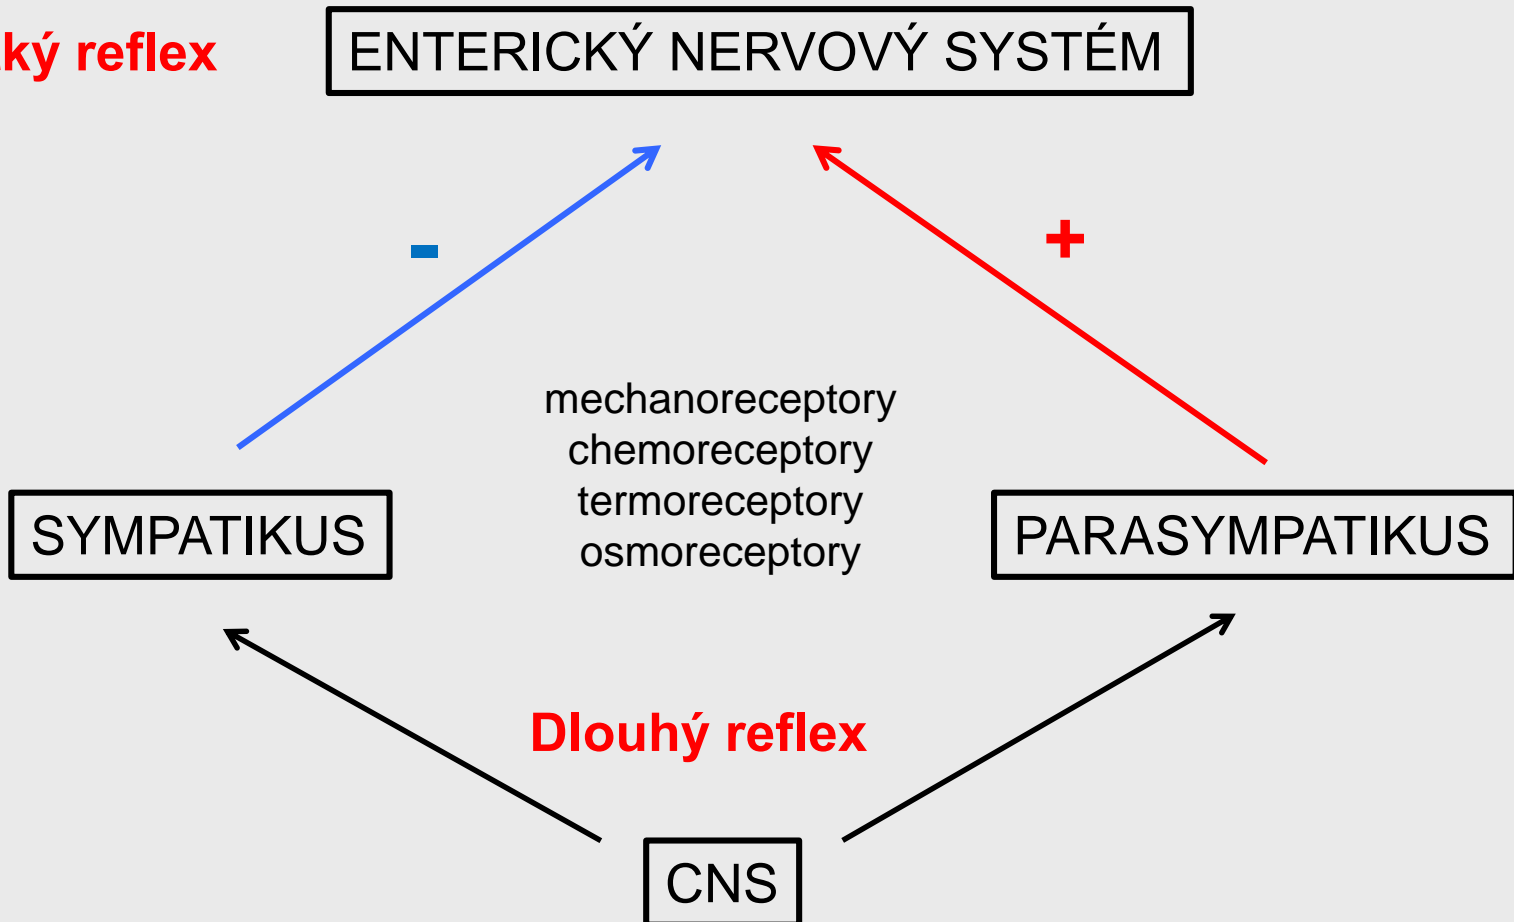 ký reflex
ENTERICKÝ NERVOVÝ SYSTÉM
-
+
mechanoreceptory
chemoreceptory
termoreceptory
osmoreceptory
SYMPATIKUS
PARASYMPATIKUS
Dlouhý reflex
CNS